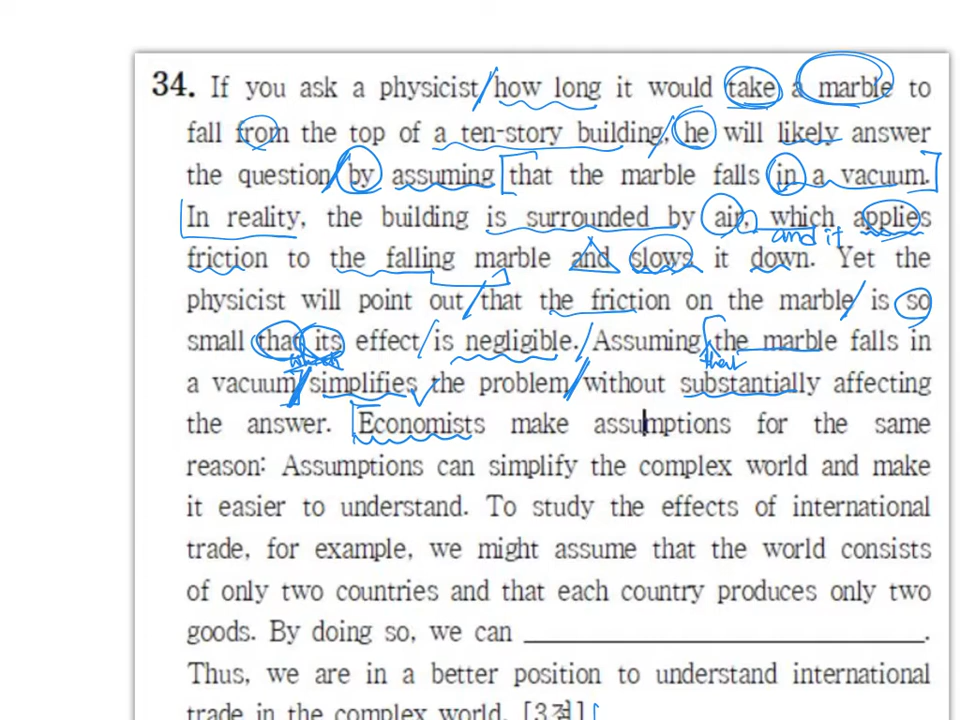 34. If you ask a physicist how long it would take a marble to
fall from the top of a ten-story building, he will likely answer
the question by assuming that the marble falls in a vacuum.
In reality, the building is surrounded by air, which applies
and it
friction to the falling marble and slows it down. Yet the
physicist will point out that the friction on the marble is so
small that its effect is negligible. Assuming the marble falls in
which
that
a vacuum simplifies the problem without substantially affecting
the answer. Economists make assumptions for the same
reason: Assumptions can simplify the complex world and make
it easier to understand. To study the effects of international
trade, for example, we might assume that the world consists
of only two countries and that each country produces only two
goods. By doing so, we can ____________________.
Thus, we are in a better position to understand international
trade in the complex world. [3점]